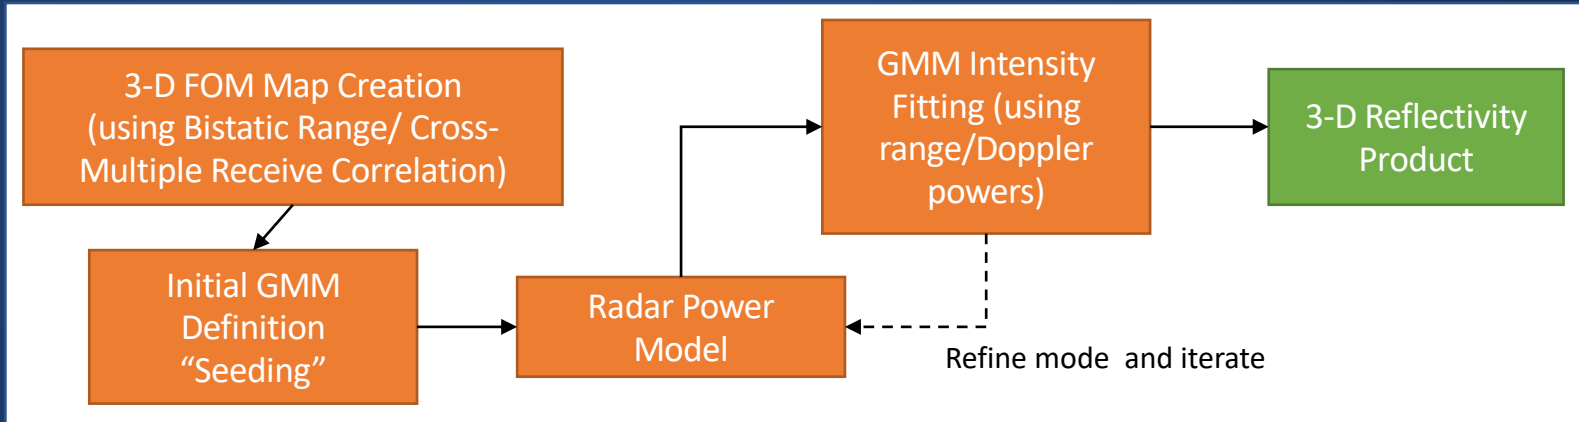 3-D FOM Map Creation
(using Bistatic Range/ Cross-
Multiple Receive Correlation)
Initial GMM
Definition
“Seeding”
Radar Power
Model
GMM Intensity
Fitting (using
range/Doppler
powers)
Refine mode  and iterate
3-D Reflectivity
Product